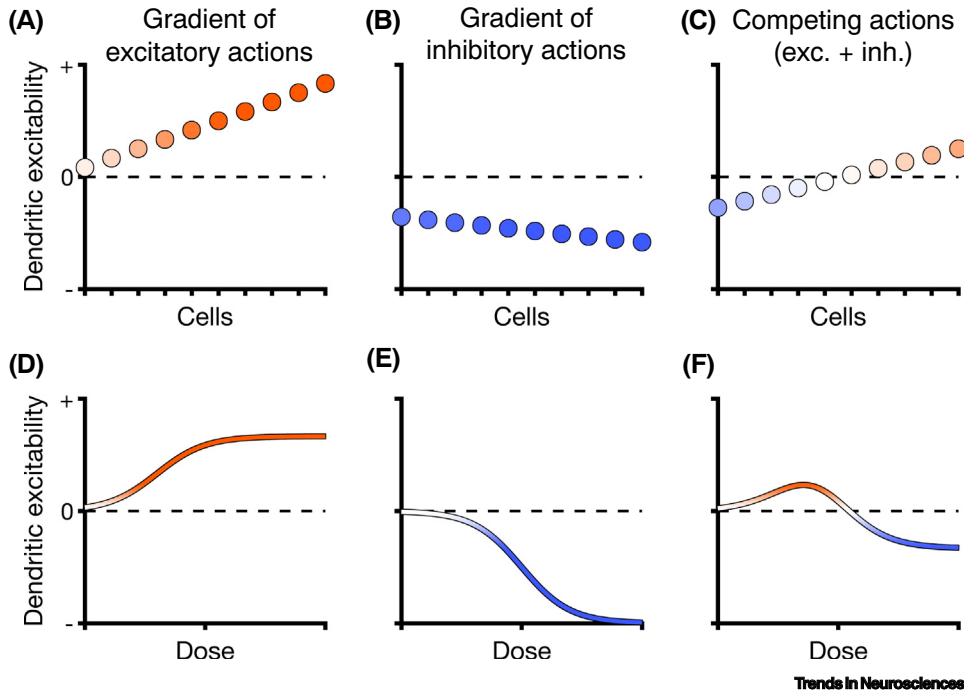 (A)
Gradient of
excitatory actions
(B)
Gradient of
inhibitory actions
(C)
Competing actions
(exc. + inh.)
Dendritic excitability
+
0
-
Cells
Cells
Cells
(D)
(E)
(F)
Dendritic excitability
+
0
-
Dose
Dose
Dose
Trends in Neurosciences